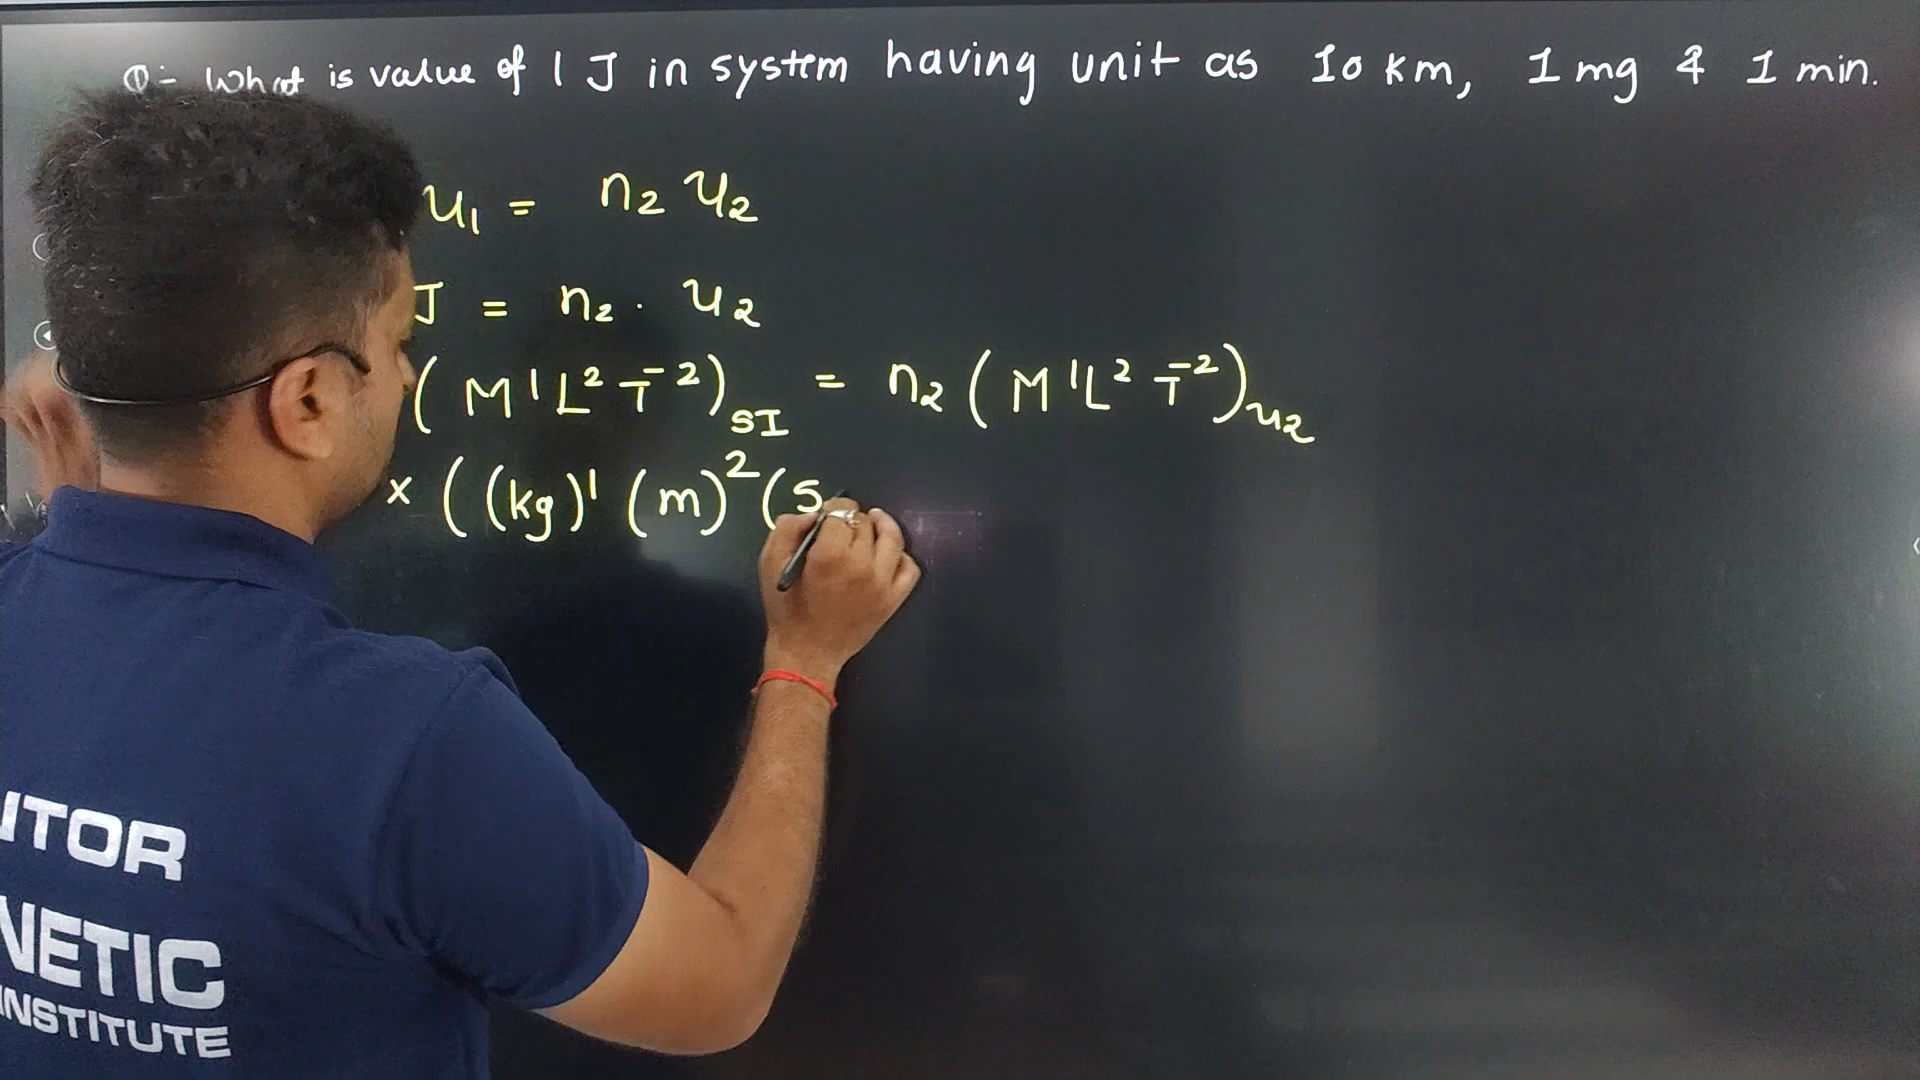 Q:- What is value of 1 J in system having unit as 10 km, 1 mg & 1 min.
u₁ = n₂ u₂
J = n₂ . u₂
(M¹L²T⁻²)SI = n₂ (M¹L²T⁻²)u₂
x ((kg)¹ (m)² (s
ITOR
NETIC
INSTITUTE